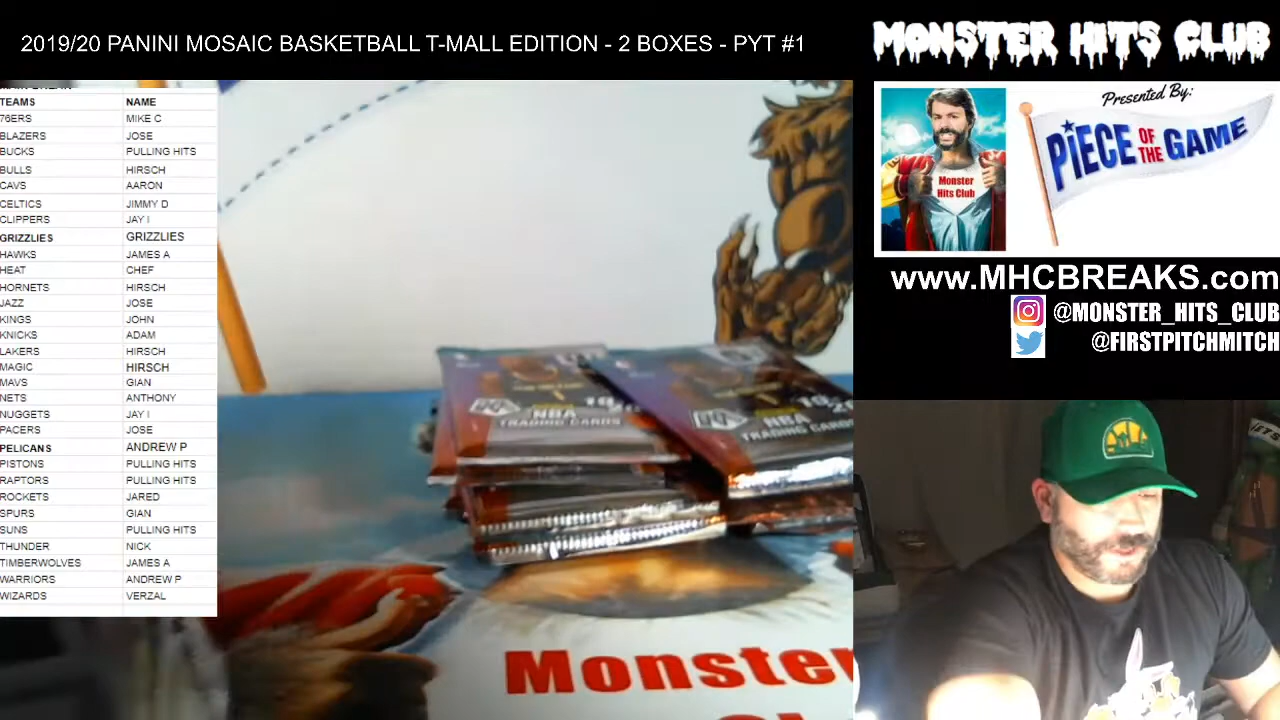 2019/20 PANINI MOSAIC BASKETBALL T-MALL EDITION - 2 BOXES - PYT #1
MONSTER HITS CLUB
Presented By:
PIECE OF THE GAME
Monster
Hits Club
www.MHCBREAKS.com
@MONSTER_HITS_CLUB
@FIRSTPITCHMITCH
TEAMS NAME
76ERS MIKE C
BLAZERS JOSE
BUCKS PULLING HITS
BULLS HIRSCH
CAVS AARON
CELTICS JIMMY D
CLIPPERS JAY I
GRIZZLIES GRIZZLIES
HAWKS JAMES A
HEAT CHEF
HORNETS HIRSCH
JAZZ JOSE
KINGS JOHN
KNICKS ADAM
LAKERS HIRSCH
MAGIC HIRSCH
MAVS GIAN
NETS ANTHONY
NUGGETS JAY I
PACERS JOSE
PELICANS ANDREW P
PISTONS PULLING HITS
RAPTORS PULLING HITS
ROCKETS JARED
SPURS GIAN
SUNS PULLING HITS
THUNDER NICK
TIMBERWOLVES JAMES A
WARRIORS ANDREW P
WIZARDS VERZAL
NBA
TRADING CARDS
NBA
TRADING CARDS
Monster